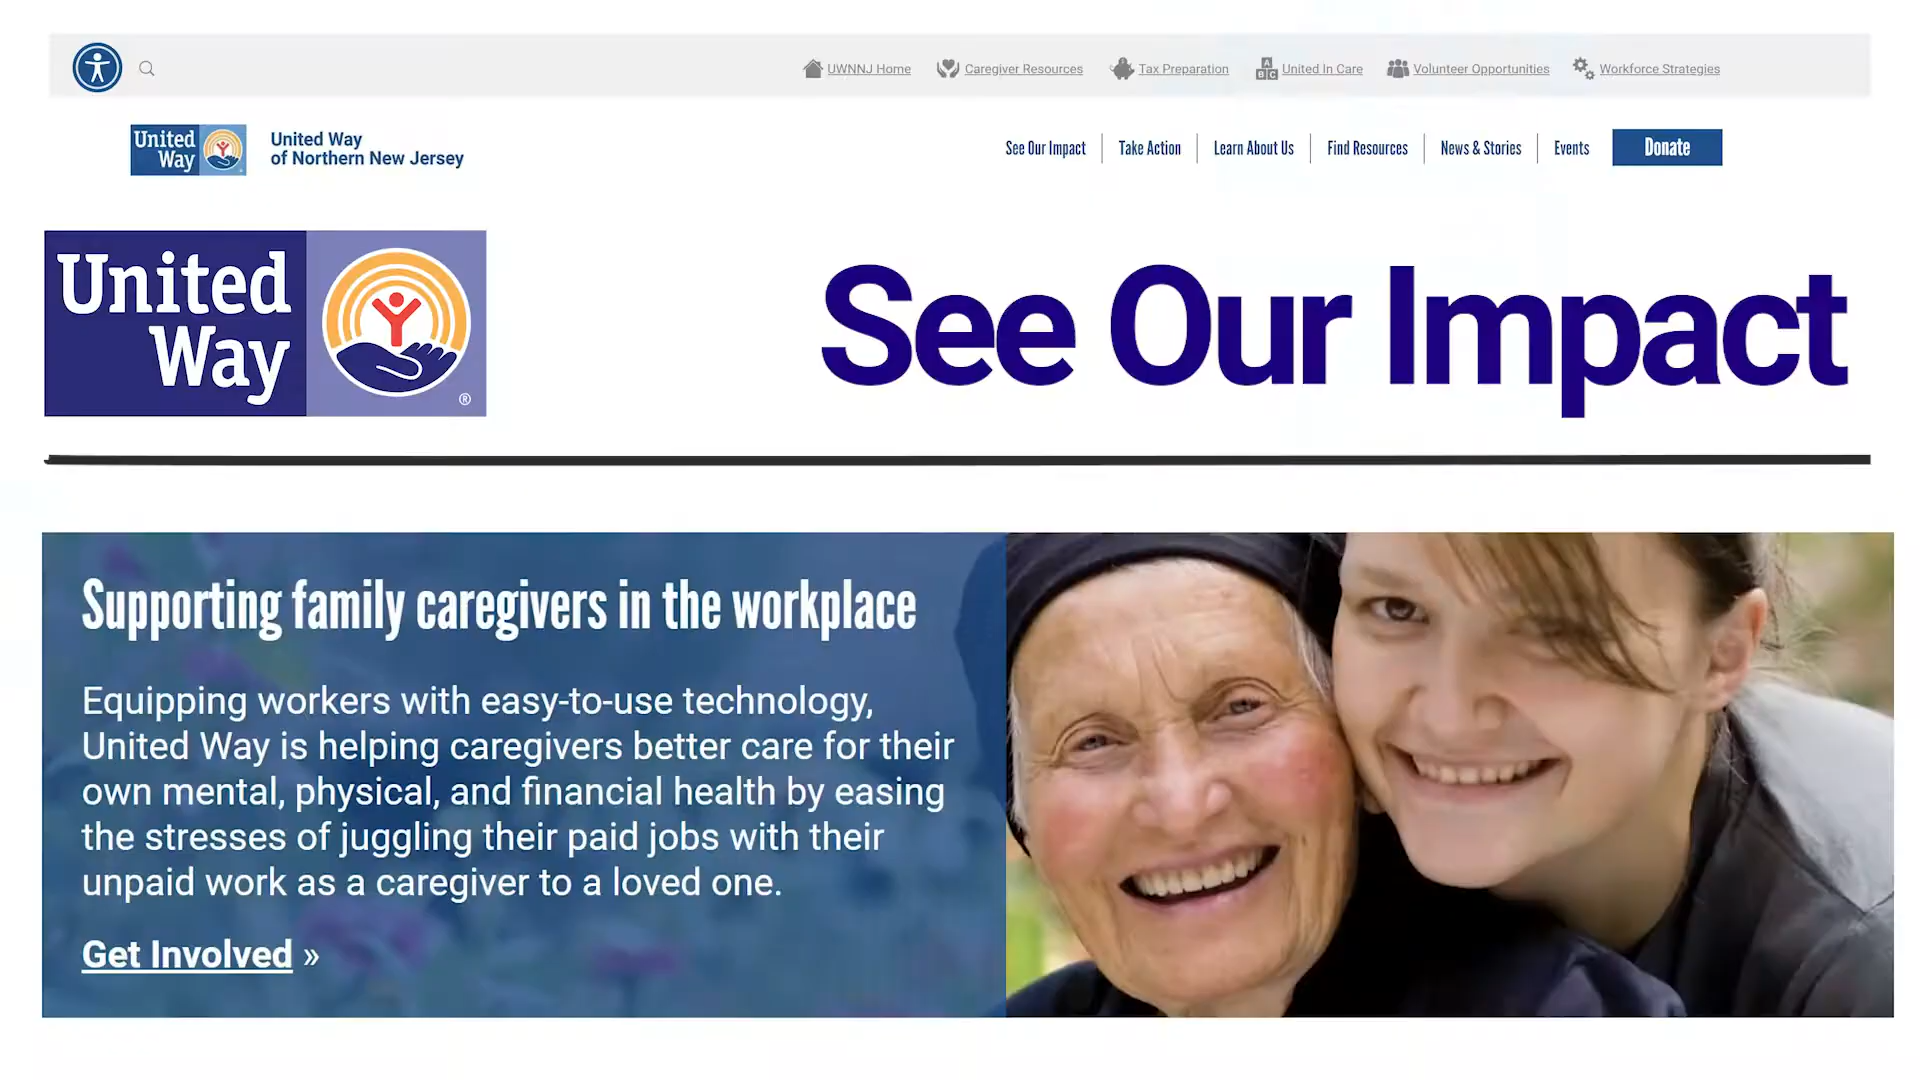 UWNNJ Home
Caregiver Resources
Tax Preparation
United In Care
Volunteer Opportunities
Workforce Strategies
United
Way
United Way
of Northern New Jersey
See Our Impact
Take Action
Learn About Us
Find Resources
News & Stories
Events
Donate
United
Way
®
See Our Impact
Supporting family caregivers in the workplace
Equipping workers with easy-to-use technology,
United Way is helping caregivers better care for their
own mental, physical, and financial health by easing
the stresses of juggling their paid jobs with their
unpaid work as a caregiver to a loved one.
Get Involved »